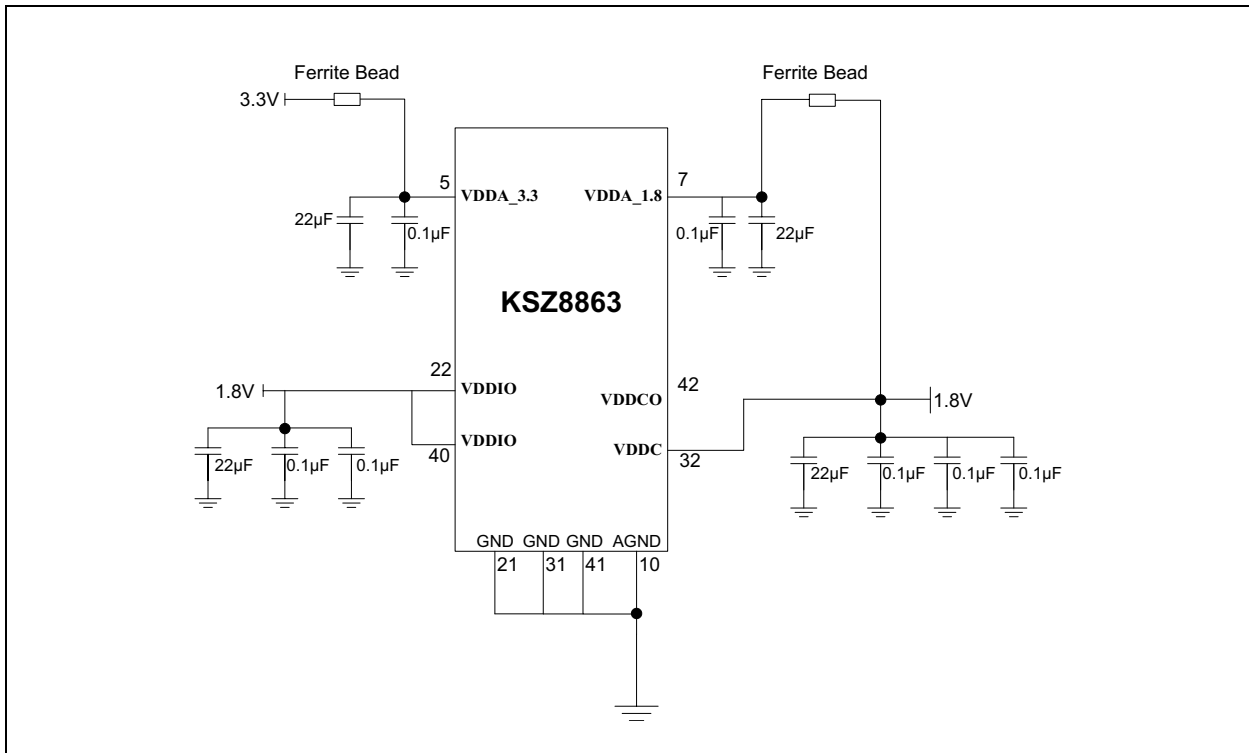 Ferrite Bead
Ferrite Bead
3.3V
5
VDDA_3.3
VDDA_1.8
7
22µF
0.1µF
0.1µF
22µF
KSZ8863
1.8V
22
VDDIO
VDDCO
42
1.8V
VDDIO
40
VDDC
32
22µF
0.1µF
0.1µF
22µF
0.1µF
0.1µF
0.1µF
GND
GND
GND
AGND
21
31
41
10